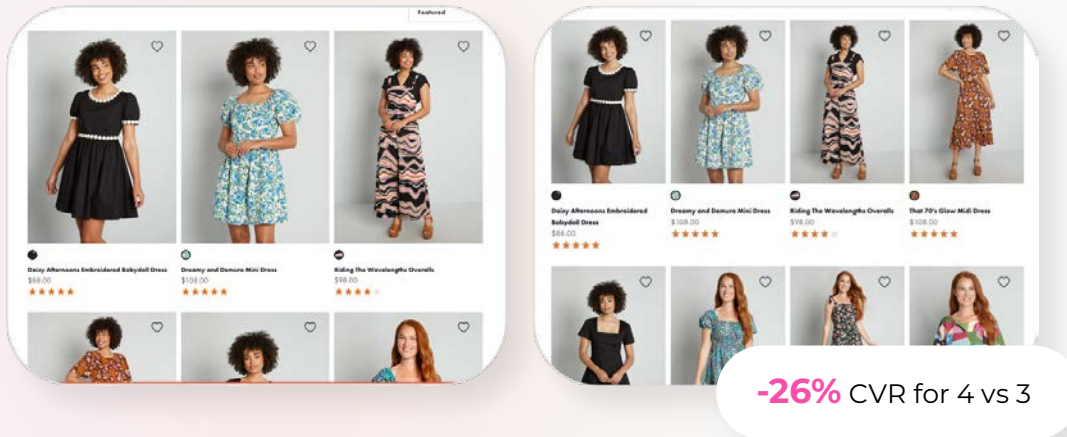 Featured
Daisy Afternoons Embroidered Babydoll Dress
$88.00
Dreamy and Demure Mini Dress
$108.00
Riding The Wavelengths Overalls
$98.00
Daisy Afternoons Embroidered
Babydoll Dress
$88.00
Dreamy and Demure Mini Dress
$108.00
Riding The Wavelengths Overalls
$98.00
That 70's Glow Midi Dress
$108.00
-26% CVR for 4 vs 3